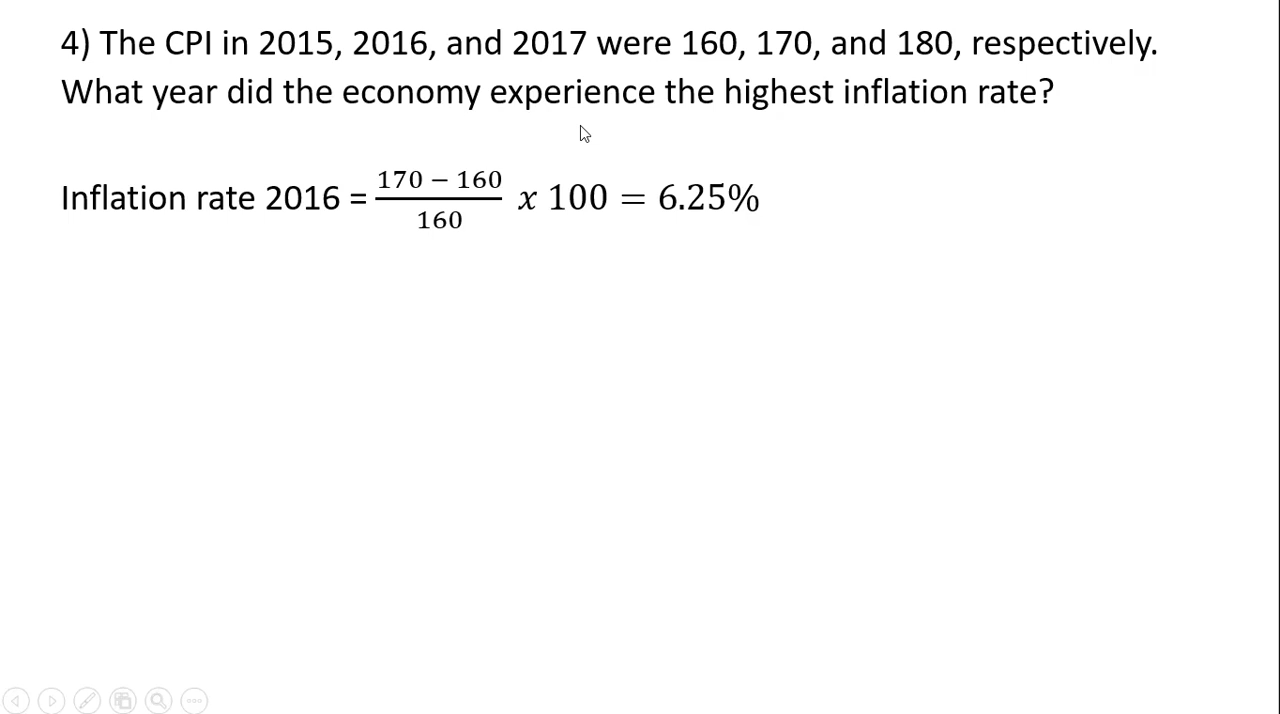 4) The CPI in 2015, 2016, and 2017 were 160, 170, and 180, respectively.
What year did the economy experience the highest inflation rate?
Inflation rate 2016 = \frac{170 − 160}{160} x 100 = 6.25%